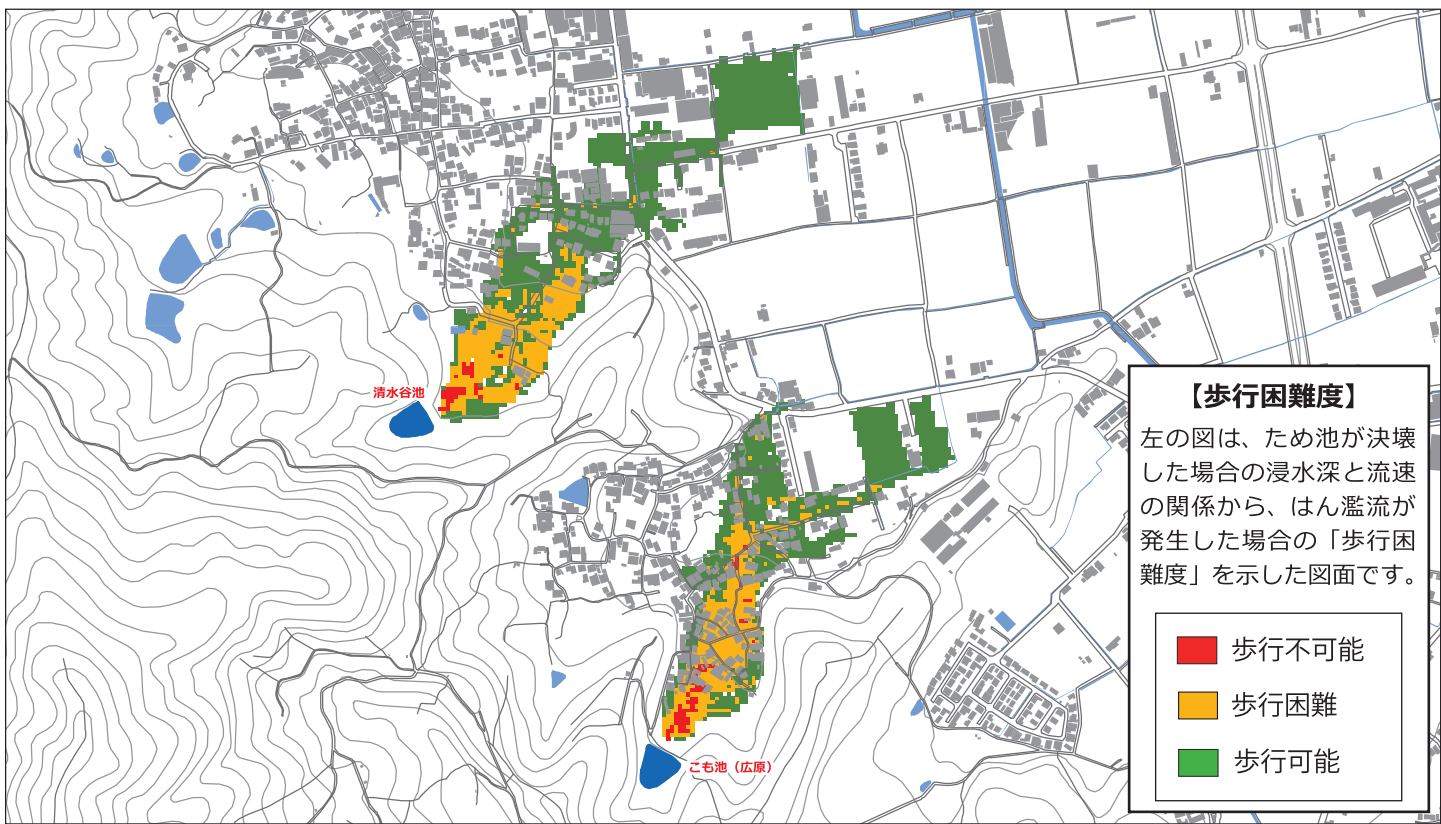 清水谷池
こも池（広原）
【歩行困難度】
左の図は、ため池が決壊
した場合の浸水深と流速
の関係から、はん濫流が
発生した場合の「歩行困
難度」を示した図面です。
歩行不可能
歩行困難
歩行可能